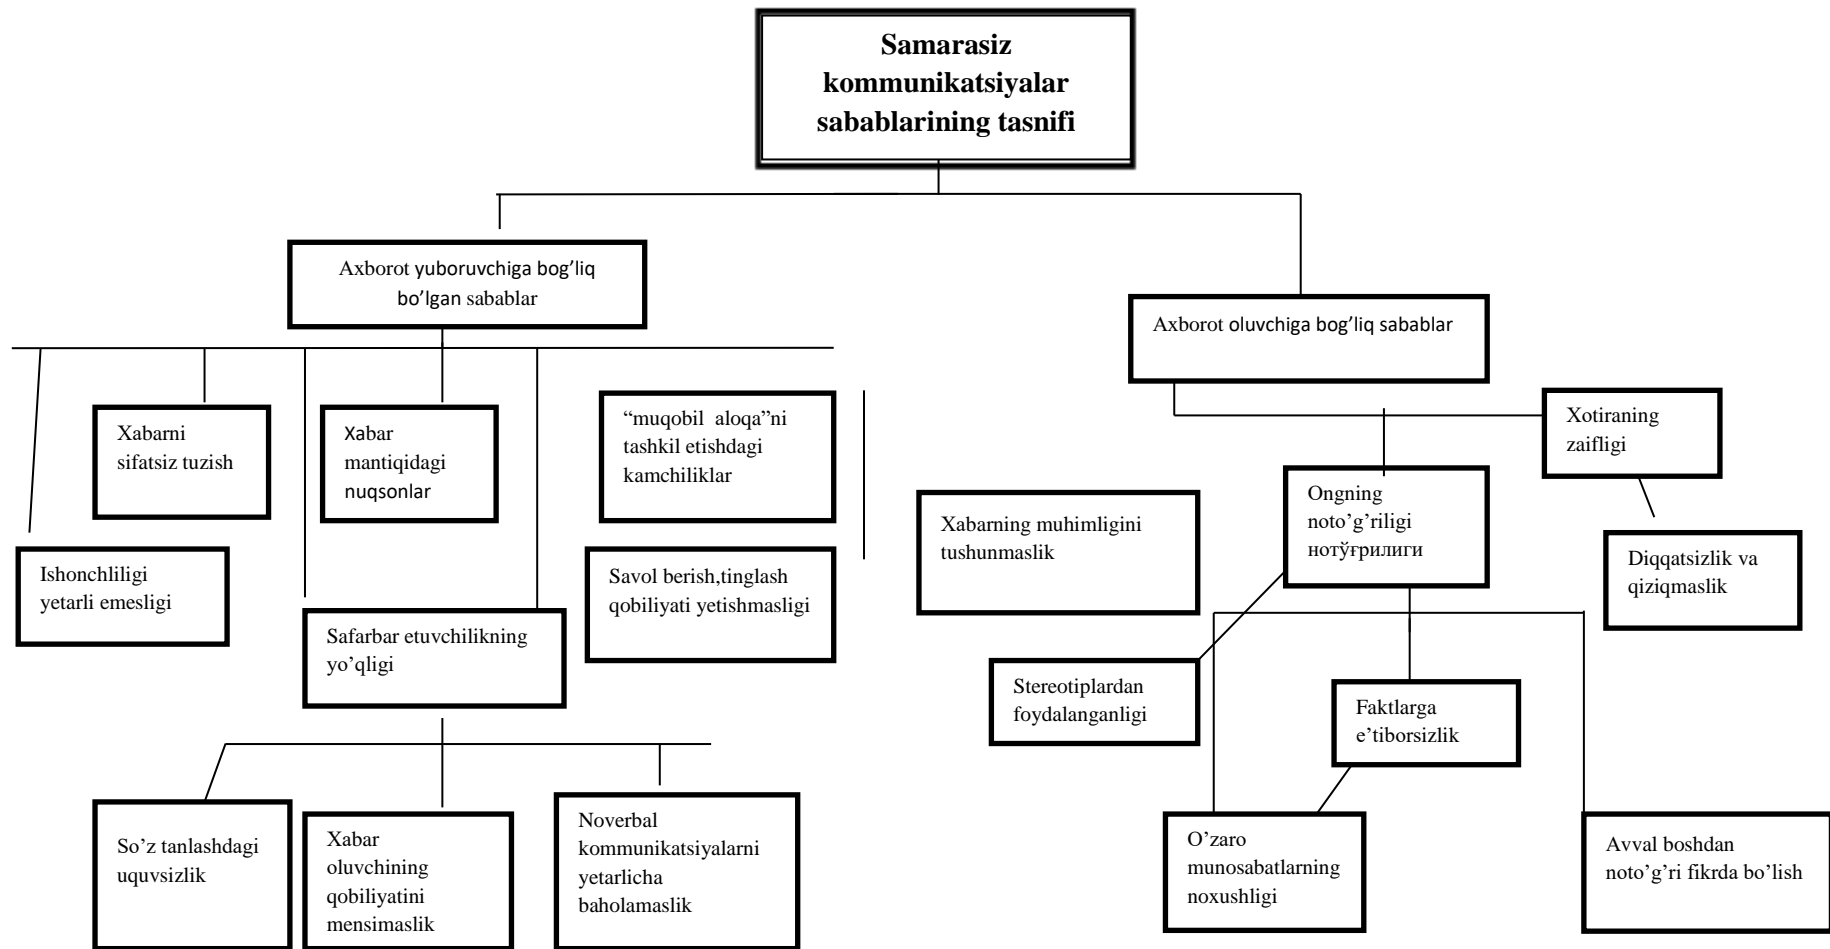 Samarasiz
kommunikatsiyalar
sabablarining tasnifi
Axborot yuboruvchiga bog’liq
bo’lgan sabablar
Axborot oluvchiga bog’liq sabablar
Xabarni
sifatsiz tuzish
Xabar
mantiqidagi
nuqsonlar
“muqobil aloqa”ni
tashkil etishdagi
kamchiliklar
Xotiraning
zaifligi
Ishonchliligi
yetarli emesligi
Savol berish,tinglash
qobiliyati yetishmasligi
Xabarning muhimligini
tushunmaslik
Ongning
noto’g’riligi
нотўғрилиги
Diqqatsizlik va
qiziqmaslik
Safarbar etuvchilikning
yo’qligi
Stereotiplardan
foydalanganligi
Faktlarga
e’tiborsizlik
So’z tanlashdagi
uquvsizlik
Xabar
oluvchining
qobiliyatini
mensimaslik
Noverbal
kommunikatsiyalarni
yetarlicha
baholamaslik
O’zaro
munosabatlarning
noxushligi
Avval boshdan
noto’g’ri fikrda bo’lish